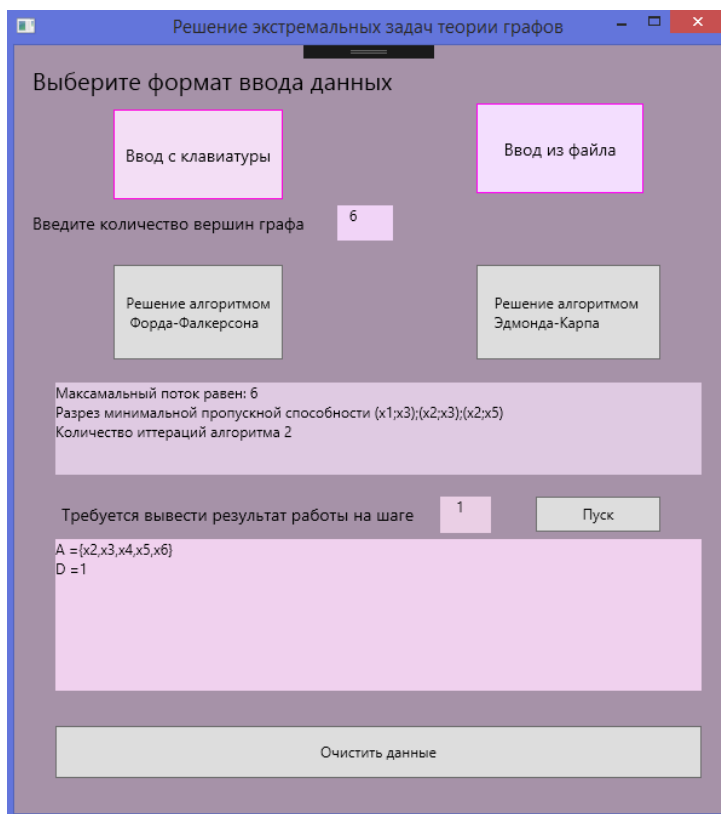 Решение экстремальных задач теории графов
Выберите формат ввода данных
Ввод с клавиатуры
Ввод из файла
Введите количество вершин графа 6
Решение алгоритмом
Форда-Фалкерсона
Решение алгоритмом
Эдмонда-Карпа
Максамальный поток равен: 6
Разрез минимальной пропускной способности (x1;x3);(x2;x3);(x2;x5)
Количество иттераций алгоритма 2
Требуется вывести результат работы на шаге 1 Пуск
A ={x2,x3,x4,x5,x6}
D =1
Очистить данные